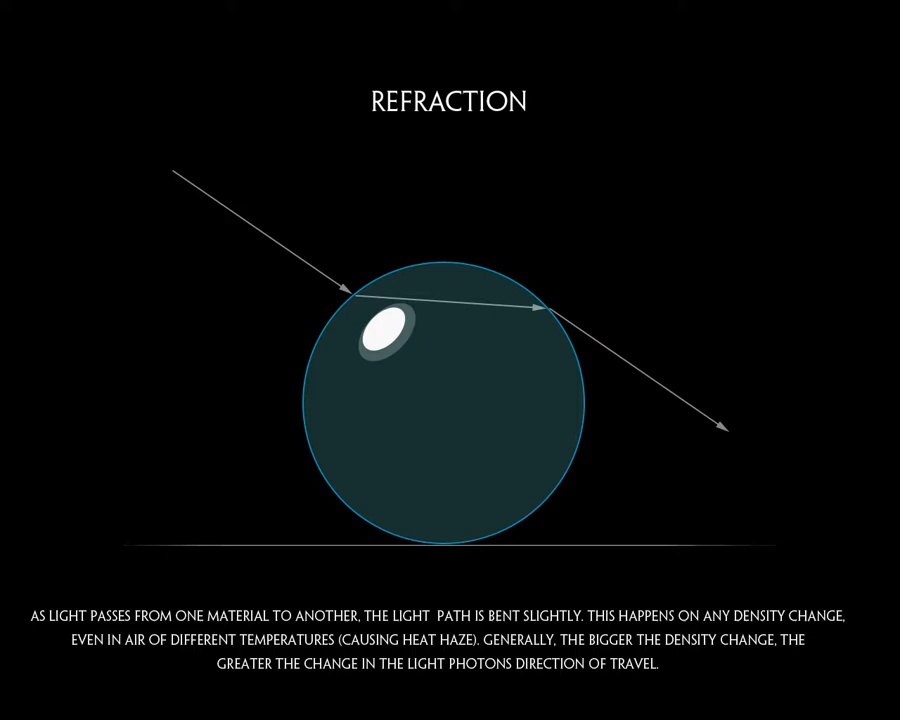 REFRACTION
AS LIGHT PASSES FROM ONE MATERIAL TO ANOTHER, THE LIGHT PATH IS BENT SLIGHTLY. THIS HAPPENS ON ANY DENSITY CHANGE,
EVEN IN AIR OF DIFFERENT TEMPERATURES (CAUSING HEAT HAZE). GENERALLY, THE BIGGER THE DENSITY CHANGE, THE
GREATER THE CHANGE IN THE LIGHT PHOTONS DIRECTION OF TRAVEL.